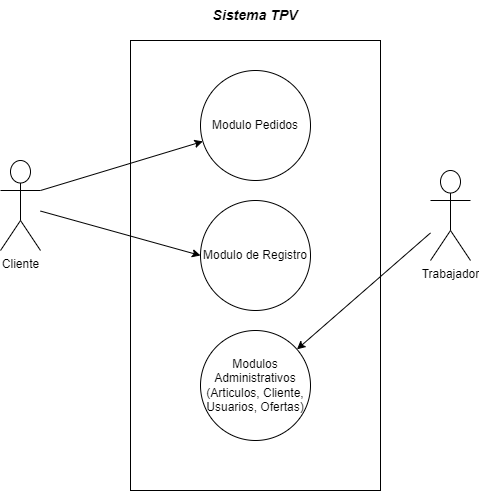 Sistema TPV
Modulo Pedidos
Modulo de Registro
Cliente
Trabajador
Modulos
Administrativos
(Articulos, Cliente,
Usuarios, Ofertas)